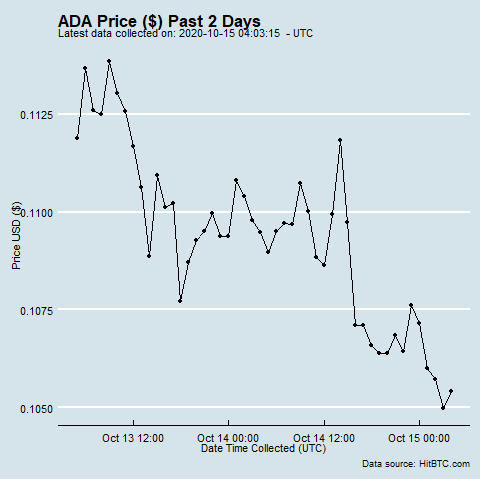 ADA Price ($) Past 2 Days
Latest data collected on: 2020-10-15 04:03:15 - UTC
Price USD ($)
0.1125
0.1100
0.1075
0.1050
Oct 13 12:00
Oct 14 00:00
Oct 14 12:00
Oct 15 00:00
Date Time Collected (UTC)
Data source: HitBTC.com